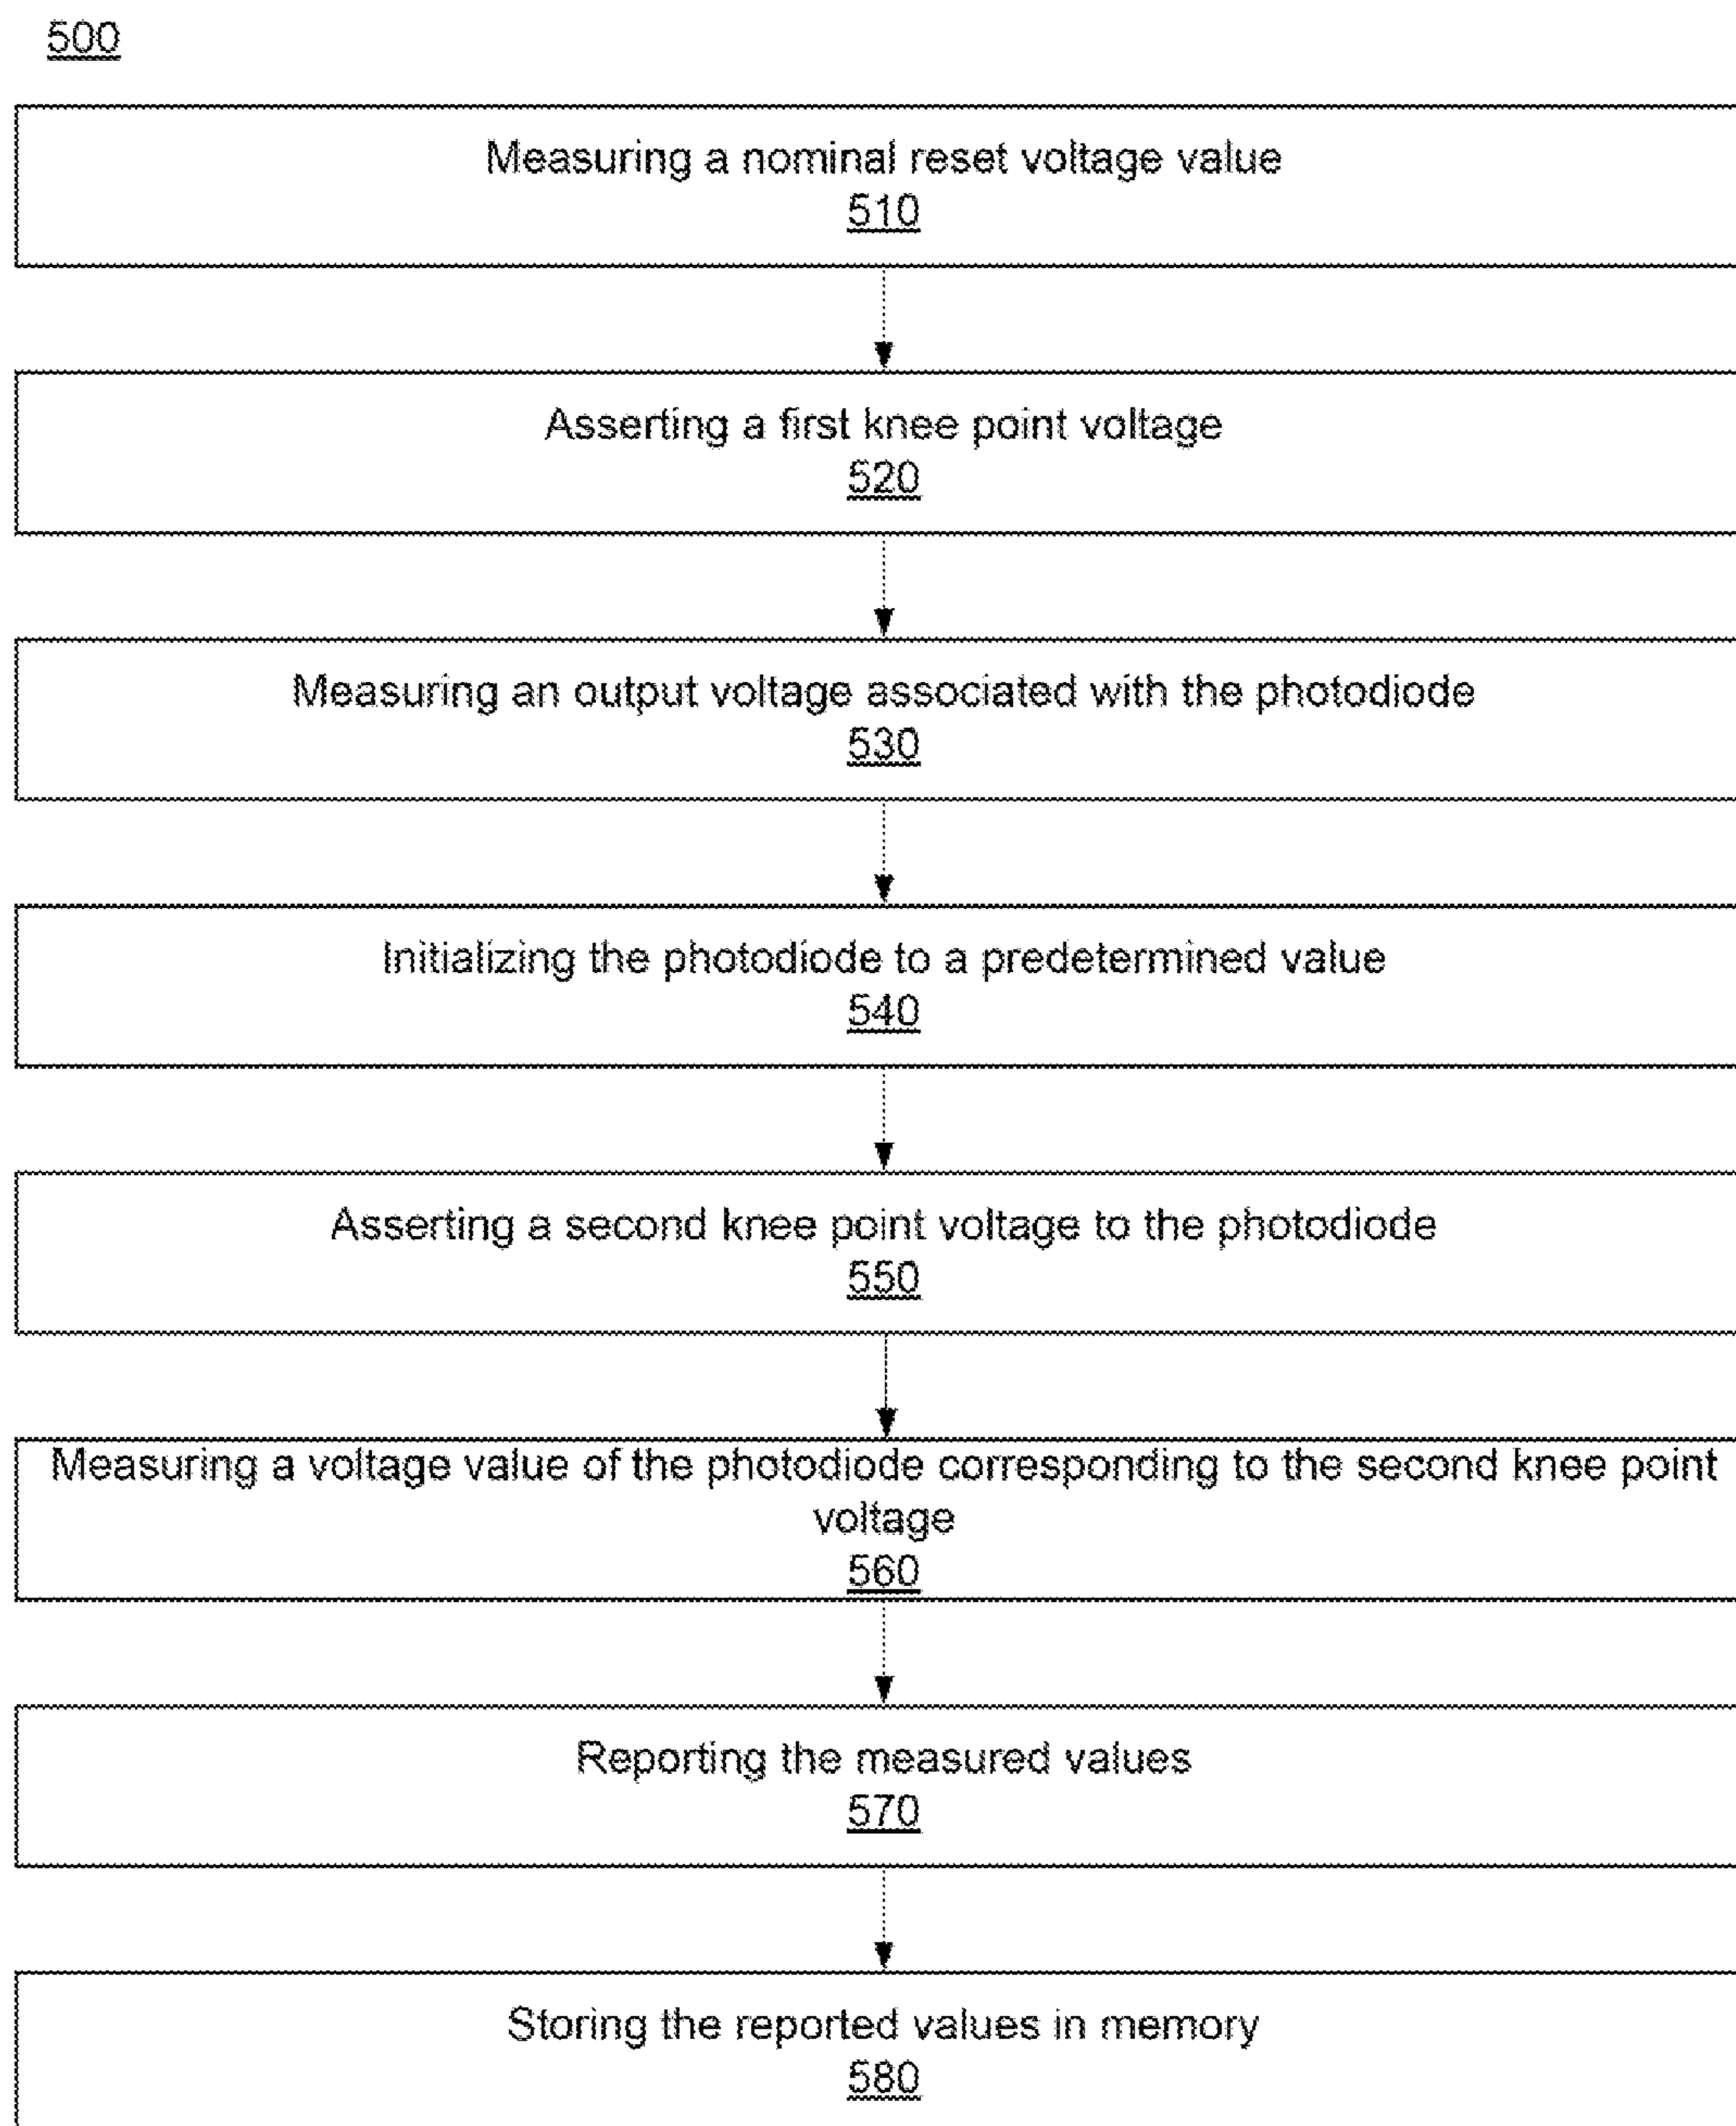 500
Measuring a nominal reset voltage value
510
Asserting a first knee point voltage
520
Measuring an output voltage associated with the photodiode
530
Initializing the photodiode to a predetermined value
540
Asserting a second knee point voltage to the photodiode
550
Measuring a voltage value of the photodiode corresponding to the second knee point
voltage
560
Reporting the measured values
570
Storing the reported values in memory
580